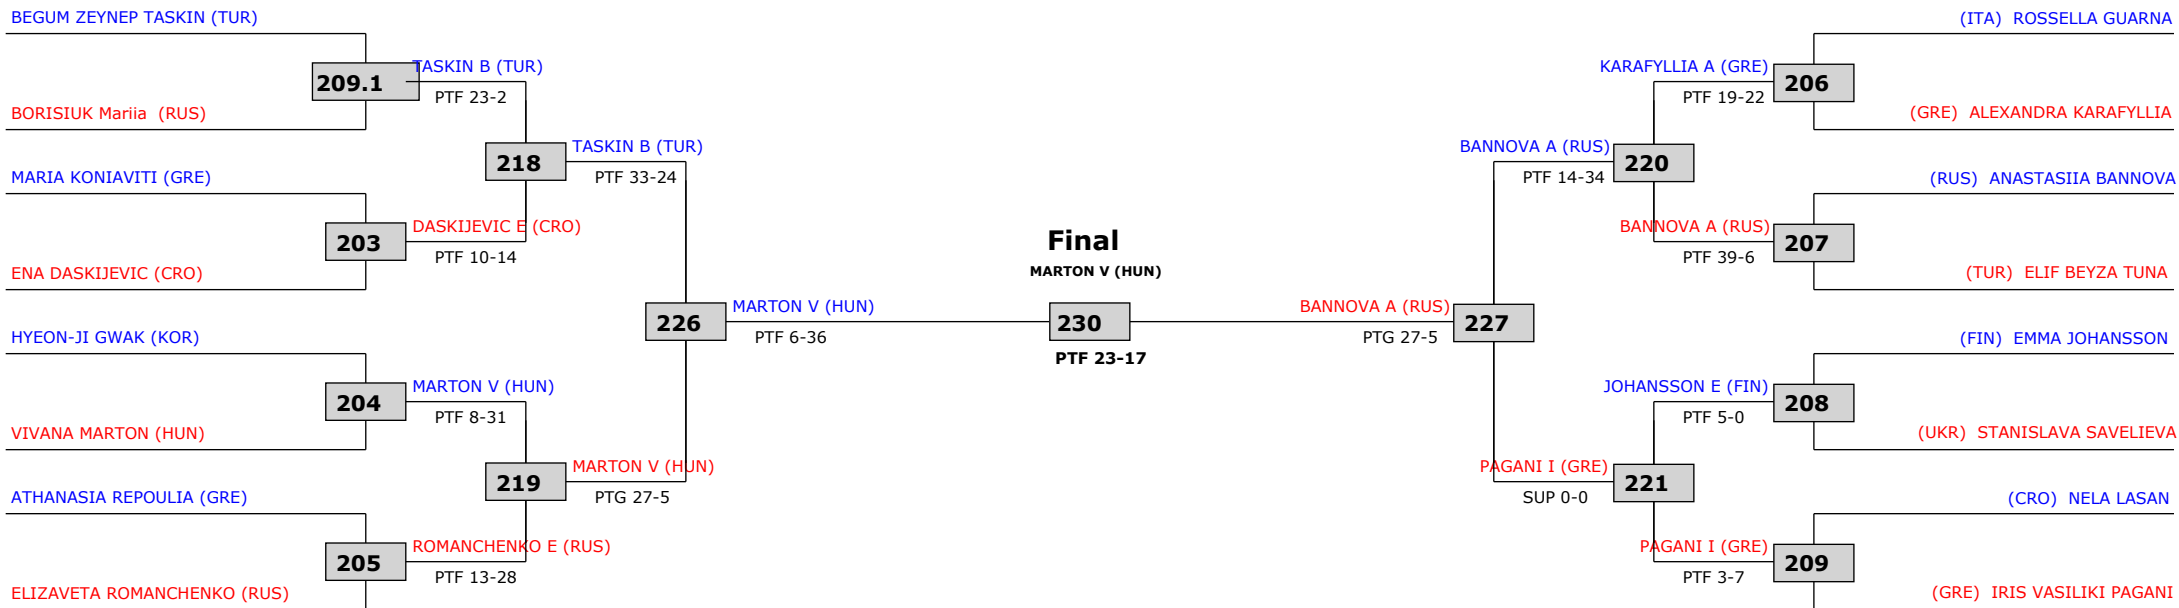 BEGUM ZEYNEP TASKIN (TUR)
209.1
TASKIN B (TUR)
PTF 23-2
BORISIUK Mariia (RUS)
218
TASKIN B (TUR)
PTF 33-24
MARIA KONIAVITI (GRE)
203
DASKIJEVIC E (CRO)
PTF 10-14
ENA DASKIJEVIC (CRO)
226
MARTON V (HUN)
PTF 6-36
HYEON-JI GWAK (KOR)
204
MARTON V (HUN)
PTF 8-31
VIVANA MARTON (HUN)
219
MARTON V (HUN)
PTG 27-5
ATHANASIA REPOULIA (GRE)
205
ROMANCHENKO E (RUS)
PTF 13-28
ELIZAVETA ROMANCHENKO (RUS)
Final
MARTON V (HUN)
230
PTF 23-17
(ITA) ROSSELLA GUARNA
KARAFYLLIA A (GRE)
206
PTF 19-22
(GRE) ALEXANDRA KARAFYLLIA
BANNOVA A (RUS)
220
PTF 14-34
(RUS) ANASTASIIA BANNOVA
BANNOVA A (RUS)
207
PTF 39-6
(TUR) ELIF BEYZA TUNA
BANNOVA A (RUS)
227
PTG 27-5
(FIN) EMMA JOHANSSON
JOHANSSON E (FIN)
208
PTF 5-0
(UKR) STANISLAVA SAVELIEVA
PAGANI I (GRE)
221
SUP 0-0
(CRO) NELA LASAN
PAGANI I (GRE)
209
PTF 3-7
(GRE) IRIS VASILIKI PAGANI